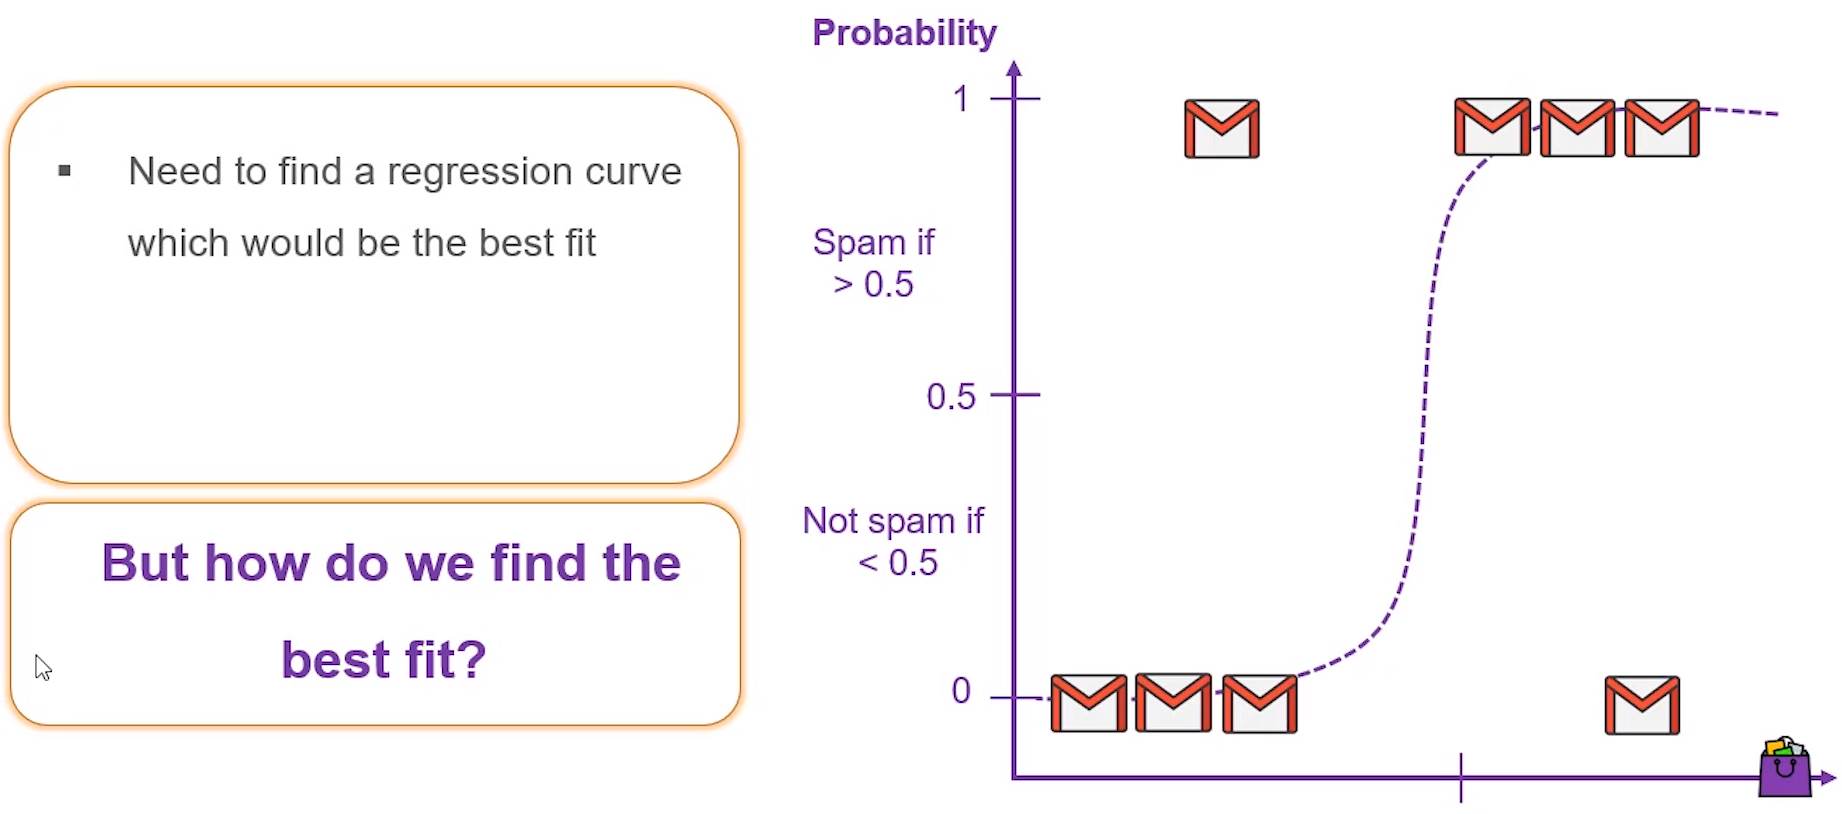 Need to find a regression curve
which would be the best fit
But how do we find the
best fit?
Probability
1
Spam if
> 0.5
0.5
Not spam if
< 0.5
0